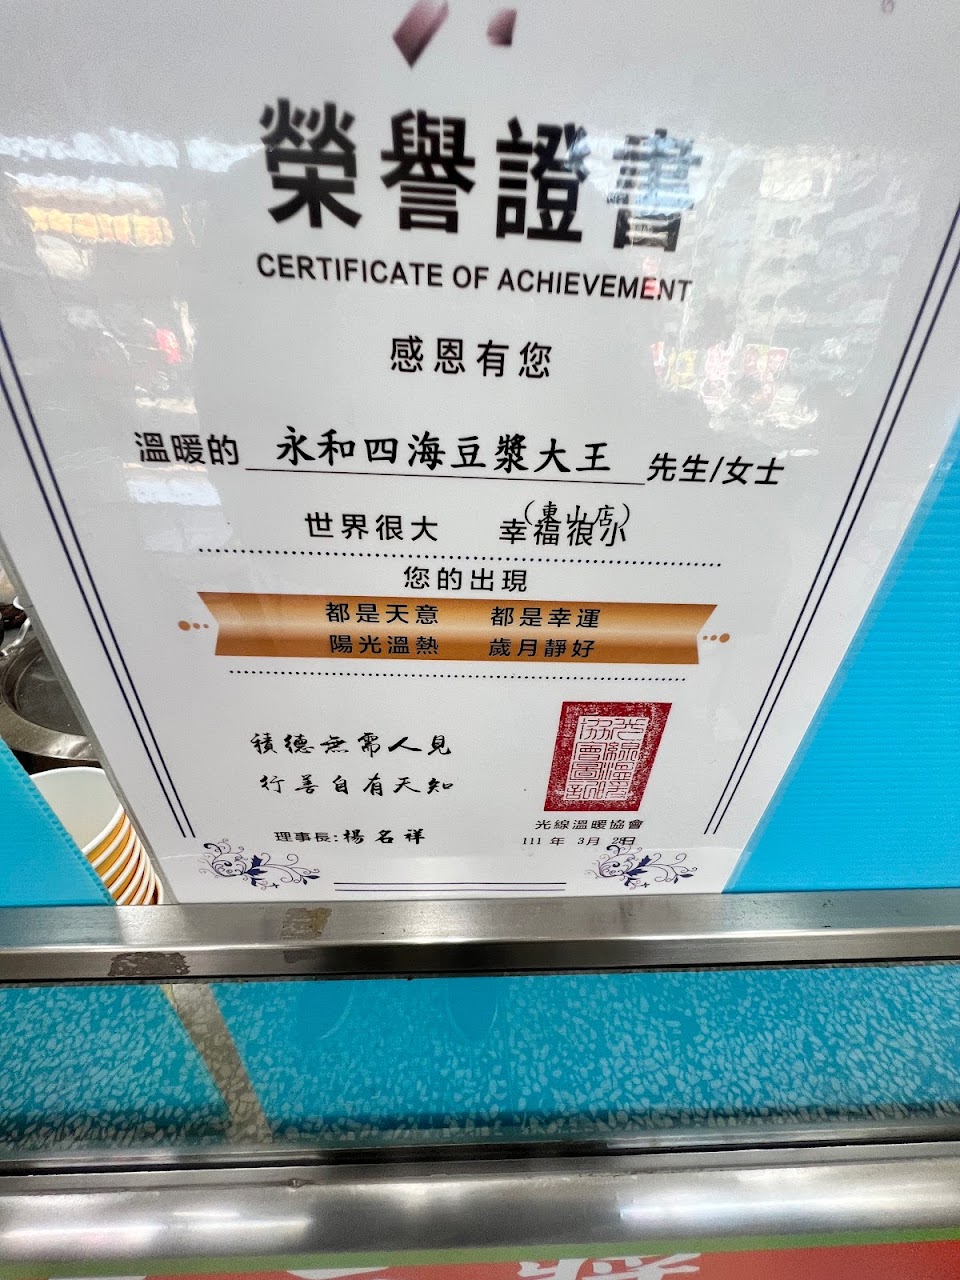 榮譽證書
CERTIFICATE OF ACHIEVEMENT
感恩有您
溫暖的 永和四海豆漿大王 先生/女士
(東山店)
世界很大 幸福很小
您的出現
都是天意 都是幸運
陽光溫熱 歲月靜好
積德無需人見
行善自有天知
理事長:楊名祥
光線溫暖協會
111 年 3月 日